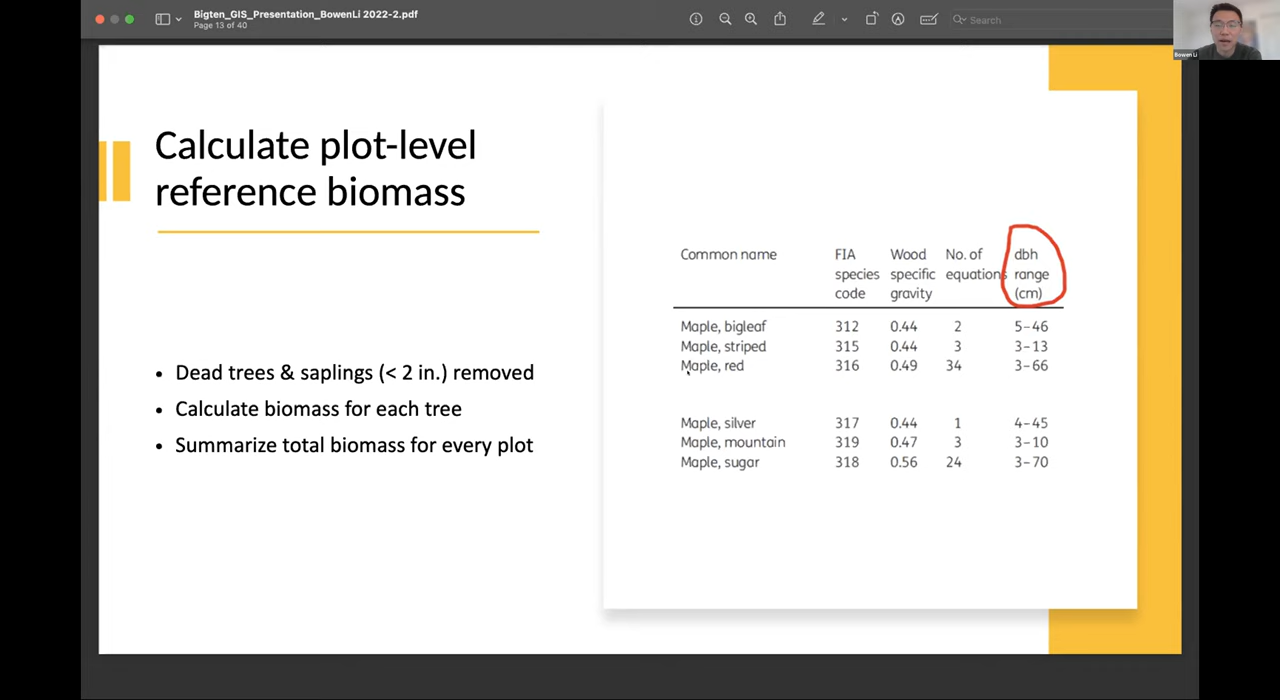 Bigten_GIS_Presentation_BowenLi 2022-2.pdf
Page 13 of 40
Search
Bowen Li
Calculate plot-level
reference biomass
• Dead trees & saplings (< 2 in.) removed
• Calculate biomass for each tree
• Summarize total biomass for every plot
Common name FIA Wood No. of dbh
species specific equations range
code gravity (cm)
Maple, bigleaf 312 0.44 2 5–46
Maple, striped 315 0.44 3 3–13
Maple, red 316 0.49 34 3–66
Maple, silver 317 0.44 1 4–45
Maple, mountain 319 0.47 3 3–10
Maple, sugar 318 0.56 24 3–70